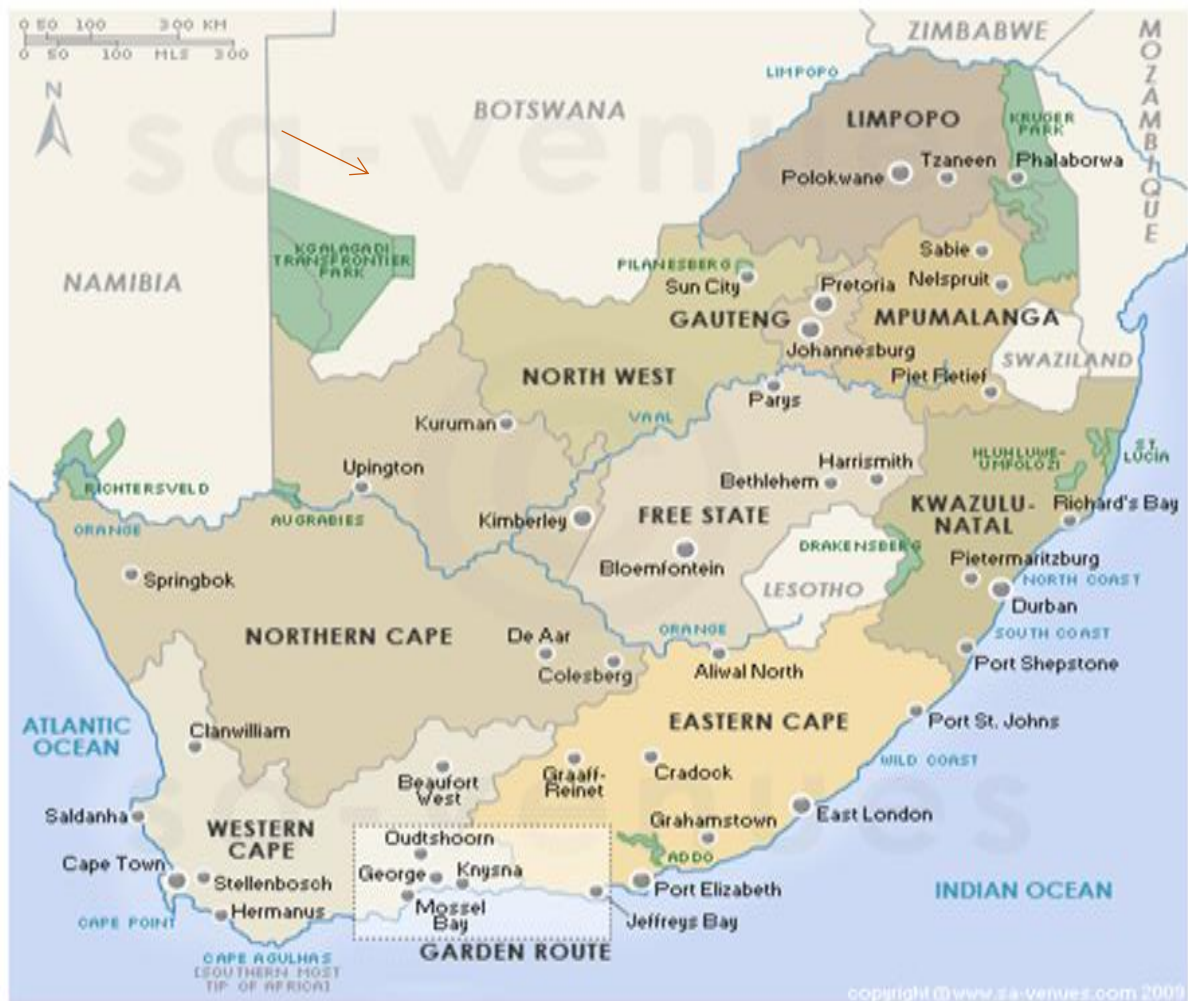 0 50 100 300 KM
0 50 100 MLS 300
N
ZIMBABWE
MOZAMBIQUE
LIMPOPO
BOTSWANA
LIMPOPO
KRUGER
PARK
sa-venues
Tzaneen
Phalaborwa
Polokwane
KGALAGADI
TRANSFRONTIER
PARK
NAMIBIA
PILANESBERG
Sun City
Sabie
Nelspruit
Pretoria
GAUTENG
MPUMALANGA
Johannesburg
SWAZILAND
NORTH WEST
Piet Retief
Parys
Kuruman
VAAL
Upington
Harrismith
Bethlehem
HLUHLUWE-
UMFOLOZI
ST.
LUCIA
RICHTERSVELD
AUGRABIES
ORANGE
Kimberley
FREE STATE
KWAZULU-
NATAL
Richard's Bay
DRAKENSBERG
Bloemfontein
Pietermaritzburg
Springbok
LESOTHO
NORTH COAST
Durban
NORTHERN CAPE
De Aar
ORANGE
SOUTH COAST
Colesberg
Aliwal North
Port Shepstone
ATLANTIC
OCEAN
Clanwilliam
EASTERN CAPE
Port St. Johns
WILD COAST
Beaufort
West
Graaff-
Reinet
Cradock
sa-venues
Saldanha
WESTERN
CAPE
Oudtshoorn
Grahamstown
East London
Cape Town
Stellenbosch
George
Knysna
ADDO
Port Elizabeth
INDIAN OCEAN
CAPE POINT
Hermanus
Mossel
Bay
Jeffreys Bay
GARDEN ROUTE
CAPE AGULHAS
[SOUTHERN MOST
TIP OF AFRICA]
copyright@www.sa-venues.com 2009